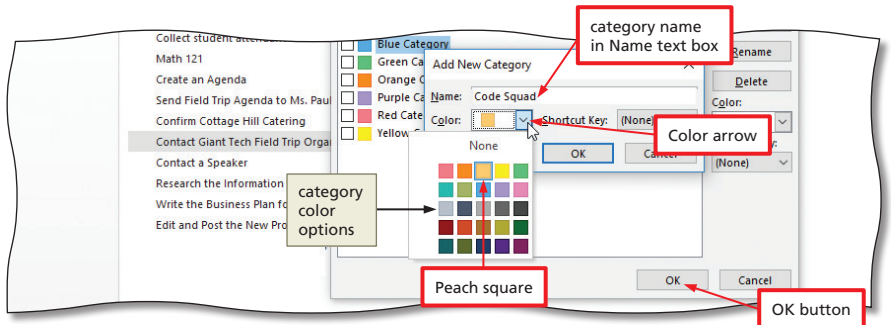 Collect student
Math 121
Create an Agenda
Send Field Trip Agenda to Ms. Paul
Confirm Cottage Hill Catering
Contact Giant Tech Field Trip Orga
Contact a Speaker
Research the Information
Write the Business Plan fo
Edit and Post the New Pro
Blue Category
Green Ca
Orange C
Purple Ca
Red Cate
Yellow
Add New Category
Name: Code Squad
Color:
Shortcut Key: (None)
OK
Cancel
None
Rename
Delete
Color:
y:
(None)
OK
Cancel
category name
in Name text box
Color arrow
category
color
options
Peach square
OK button